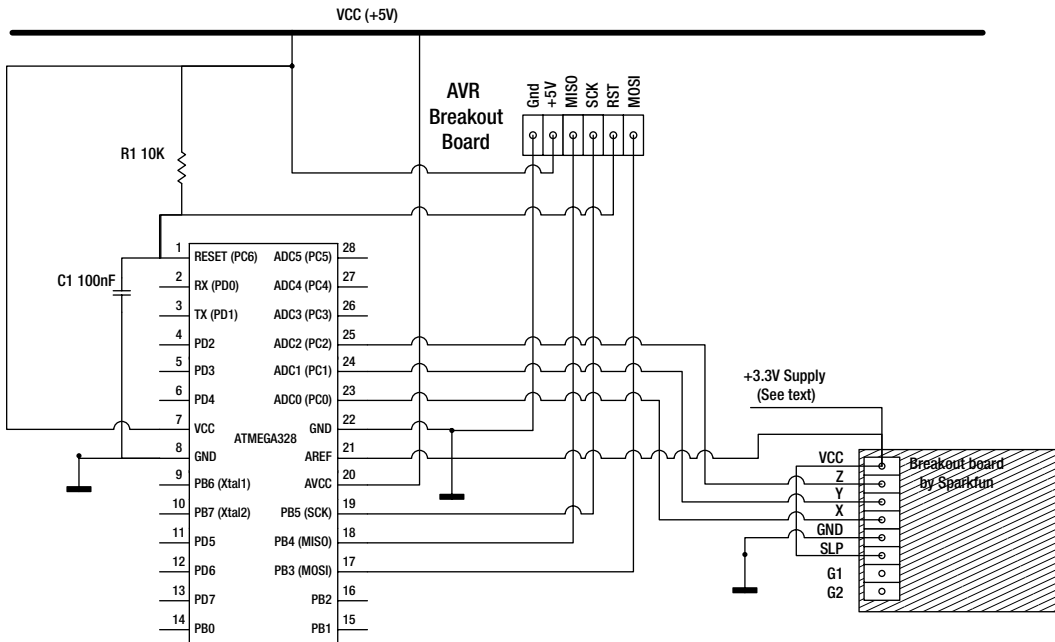 VCC (+5V)
AVR
Breakout
Board
Gnd
+5V
MISO
SCK
RST
MOSI
R1 10K
C1 100nF
1
RESET (PC6)
ADC5 (PC5)
28
2
RX (PD0)
ADC4 (PC4)
27
3
TX (PD1)
ADC3 (PC3)
26
4
PD2
ADC2 (PC2)
25
5
PD3
ADC1 (PC1)
24
6
PD4
ADC0 (PC0)
23
7
VCC
GND
22
ATMEGA328
8
GND
AREF
21
9
PB6 (Xtal1)
AVCC
20
10
PB7 (Xtal2)
PB5 (SCK)
19
11
PD5
PB4 (MISO)
18
12
PD6
PB3 (MOSI)
17
13
PD7
PB2
16
14
PB0
PB1
15
+3.3V Supply
(See text)
VCC
Z
Y
X
GND
SLP
G1
G2
Breakout board
by Sparkfun